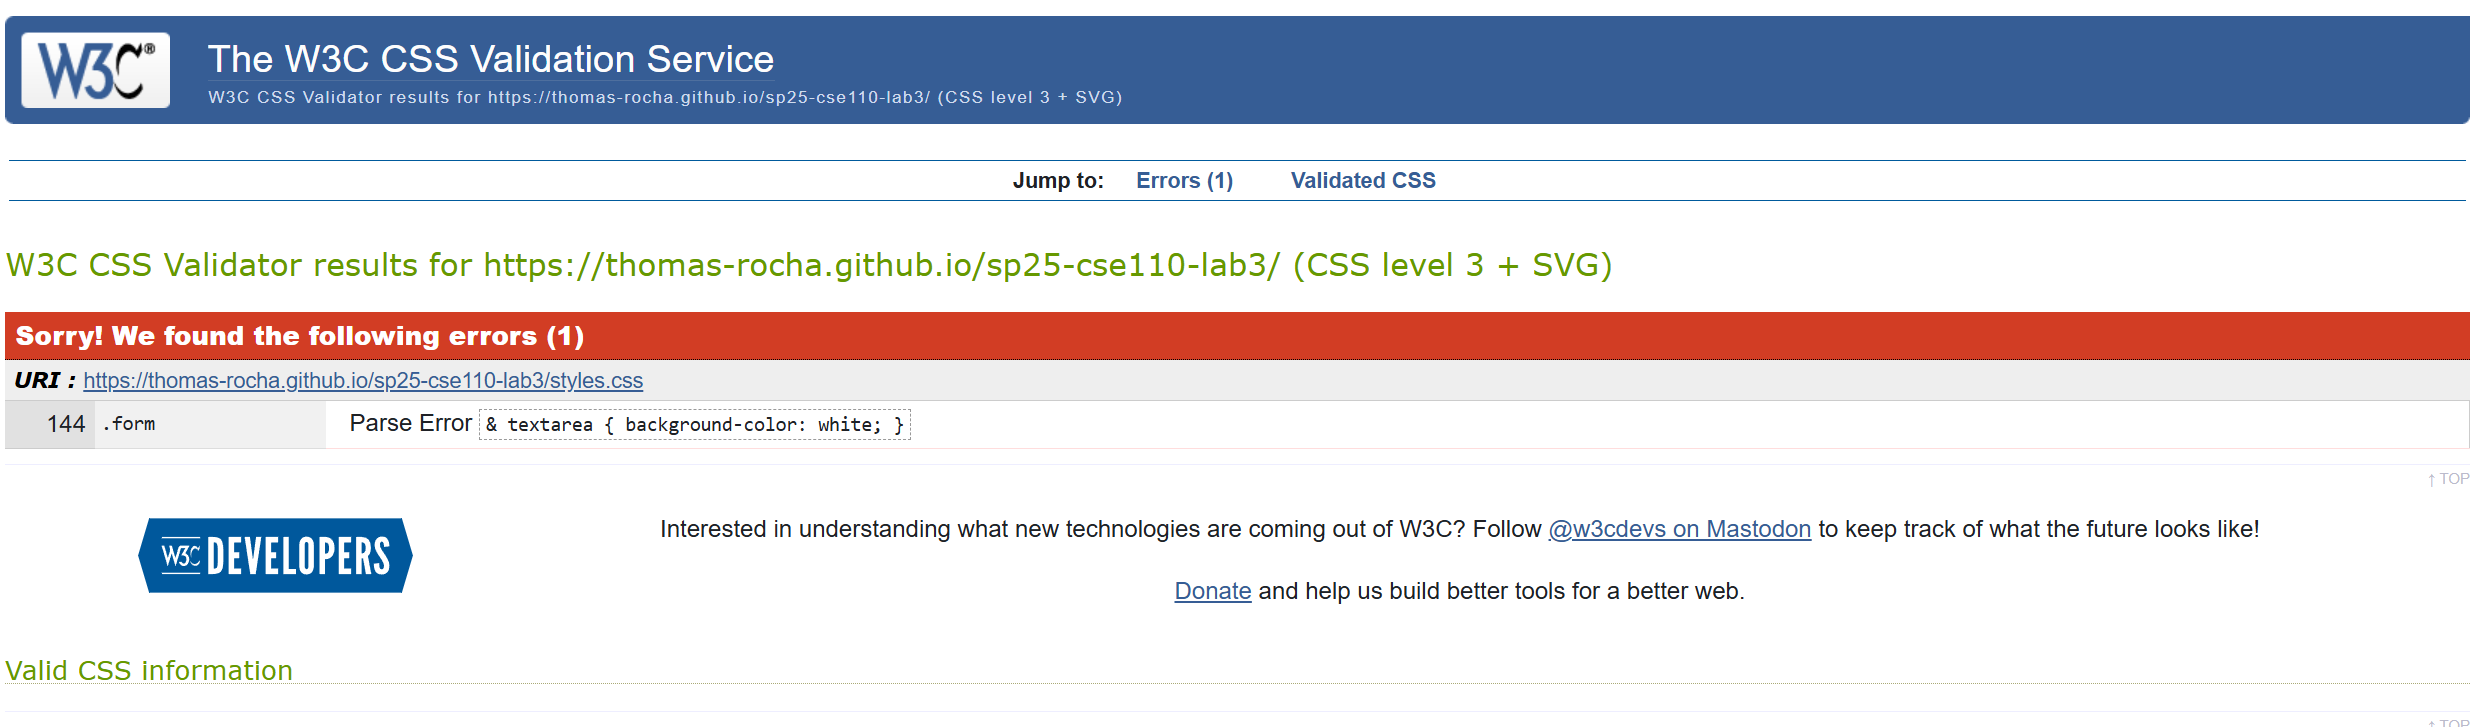 W3C®
The W3C CSS Validation Service
W3C CSS Validator results for https://thomas-rocha.github.io/sp25-cse110-lab3/ (CSS level 3 + SVG)
Jump to: Errors (1) Validated CSS
W3C CSS Validator results for https://thomas-rocha.github.io/sp25-cse110-lab3/ (CSS level 3 + SVG)
Sorry! We found the following errors (1)
URI : https://thomas-rocha.github.io/sp25-cse110-lab3/styles.css
144 .form Parse Error & textarea { background-color: white; }
↑ TOP
W3C DEVELOPERS
Interested in understanding what new technologies are coming out of W3C? Follow @w3cdevs on Mastodon to keep track of what the future looks like!
Donate and help us build better tools for a better web.
Valid CSS information
↑ TOP